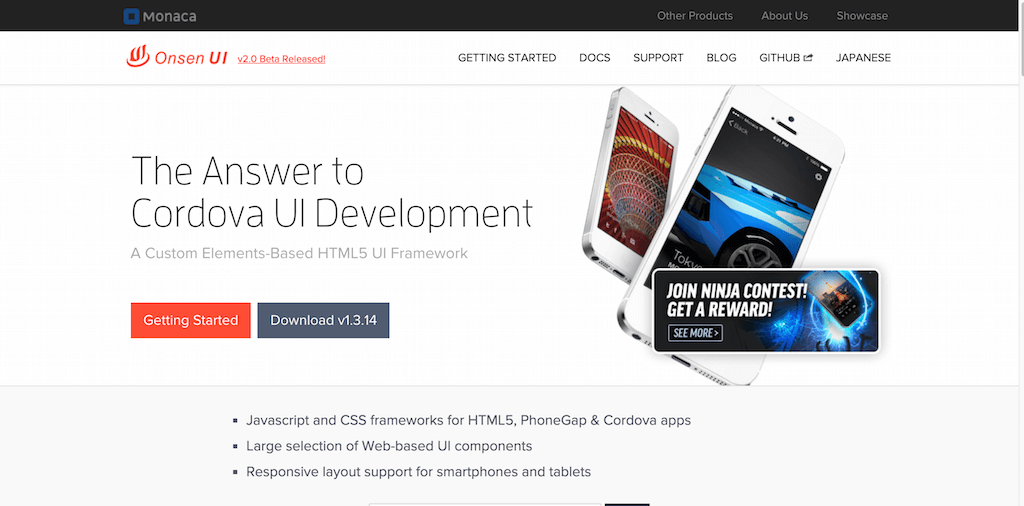 Monaca
Other Products About Us Showcase
Onsen UI v2.0 Beta Released!
GETTING STARTED DOCS SUPPORT BLOG GITHUB JAPANESE
The Answer to
Cordova UI Development
A Custom Elements-Based HTML5 UI Framework
Getting Started Download v1.3.14
Back
Tokyo
JOIN NINJA CONTEST!
GET A REWARD!
SEE MORE >
Javascript and CSS frameworks for HTML5, PhoneGap & Cordova apps
Large selection of Web-based UI components
Responsive layout support for smartphones and tablets